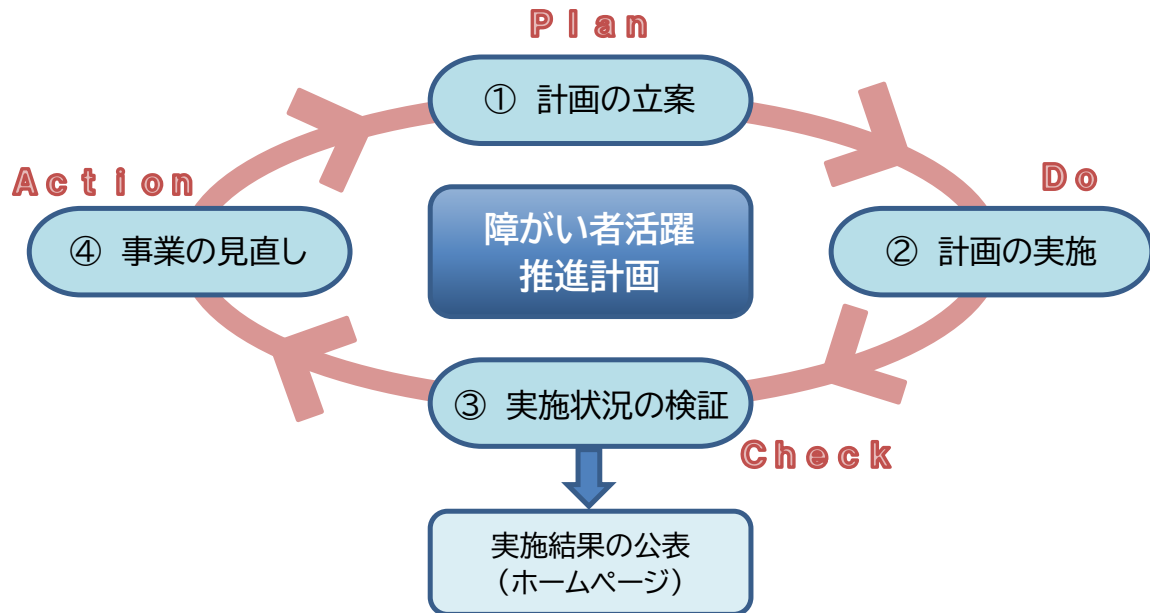 Plan
① 計画の立案
Action
Do
④ 事業の見直し
障がい者活躍
推進計画
② 計画の実施
③ 実施状況の検証
Check
実施結果の公表
（ホームページ）